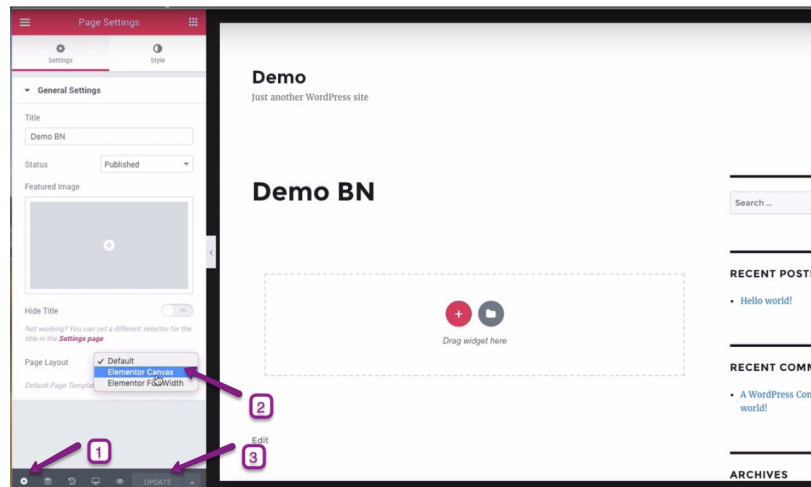 Page Settings
Settings
Style
General Settings
Title
Demo BN
Status
Published
Featured Image
Hide Title
NO
Not working? You can set a different selector for the
title in the Settings page
Page Layout
Default
Elementor Canvas
Elementor Full Width
Default Page Templat
1
2
3
UPDATE
Demo
Just another WordPress site
Demo BN
Drag widget here
Edit
Search ...
RECENT POSTS
Hello world!
RECENT COMM
A WordPress Com
world!
ARCHIVES